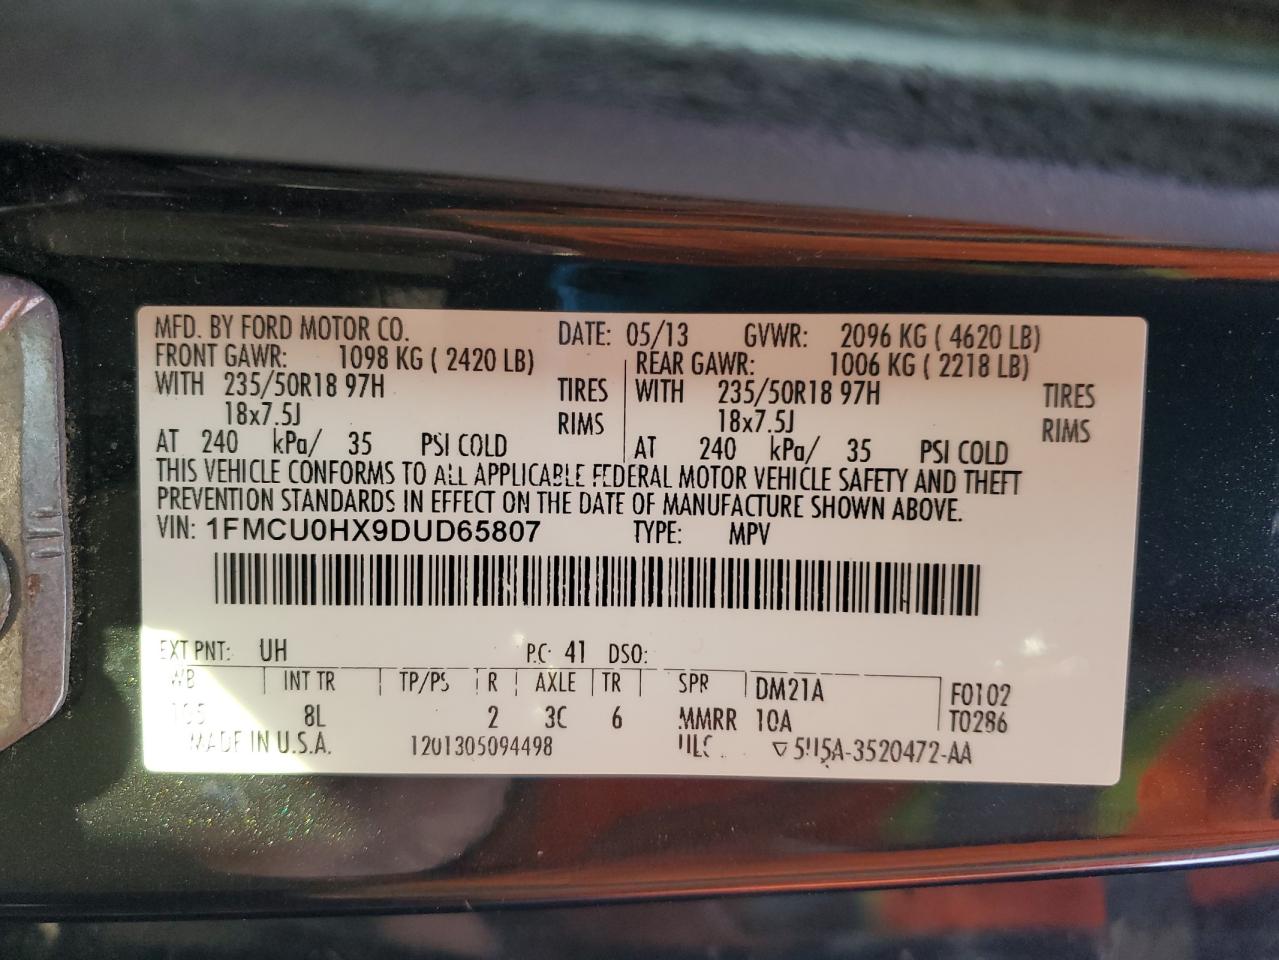 MFD. BY FORD MOTOR CO. DATE: 05/13 GVWR: 2096 KG ( 4620 LB)
FRONT GAWR: 1098 KG ( 2420 LB) REAR GAWR: 1006 KG ( 2218 LB)
WITH 235/50R18 97H TIRES WITH 235/50R18 97H TIRES
18x7.5J RIMS 18x7.5J RIMS
AT 240 kPa/ 35 PSI COLD AT 240 kPa/ 35 PSI COLD
THIS VEHICLE CONFORMS TO ALL APPLICABLE FEDERAL MOTOR VEHICLE SAFETY AND THEFT
PREVENTION STANDARDS IN EFFECT ON THE DATE OF MANUFACTURE SHOWN ABOVE.
VIN: 1FMCU0HX9DUD65807 TYPE: MPV
EXT PNT: UH P.C: 41 DSO:
WB INT TR TP/PS R AXLE TR SPR DM21A F0102
8L 2 3C 6 MMRR 10A T0286
MADE IN U.S.A. 1201305094498